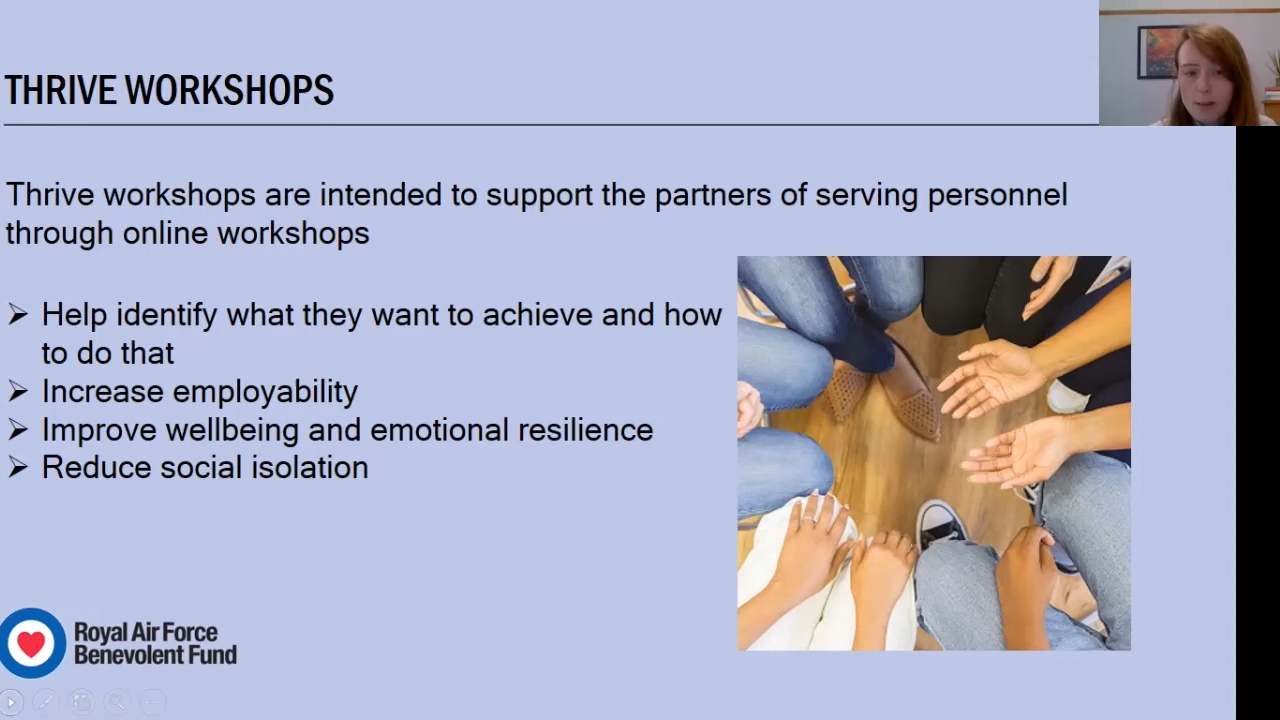 THRIVE WORKSHOPS
Thrive workshops are intended to support the partners of serving personnel
through online workshops
➢ Help identify what they want to achieve and how
to do that
➢ Increase employability
➢ Improve wellbeing and emotional resilience
➢ Reduce social isolation
Royal Air Force
Benevolent Fund